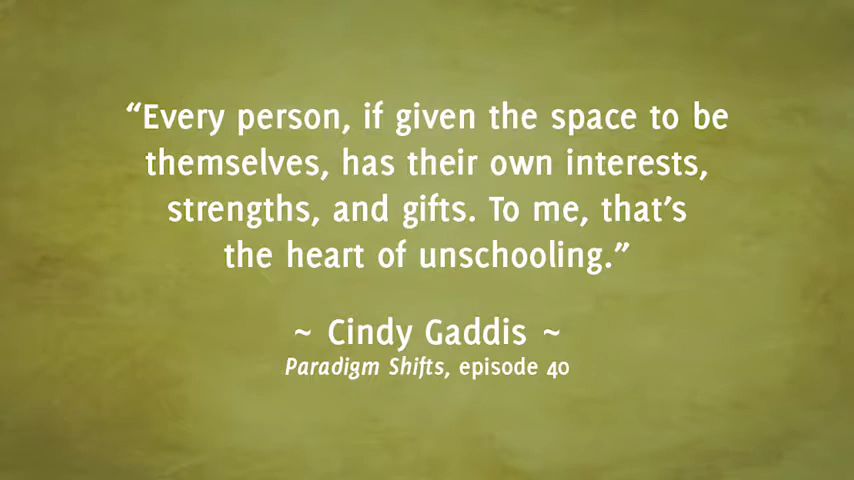 “Every person, if given the space to be
themselves, has their own interests,
strengths, and gifts. To me, that’s
the heart of unschooling.”
~ Cindy Gaddis ~
Paradigm Shifts, episode 40